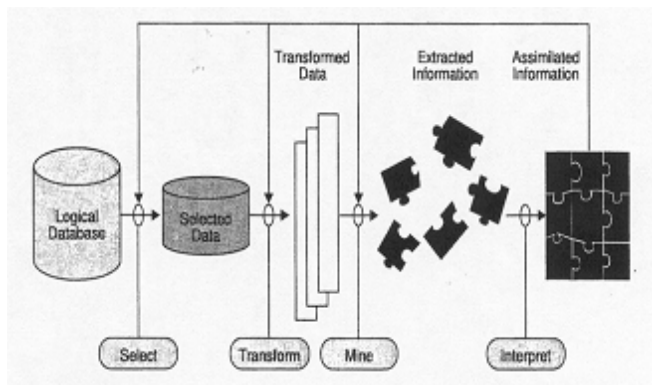 Transformed
Data
Extracted
Information
Assimilated
Information
Logical
Database
Selected
Data
Select
Transform
Mine
Interpret